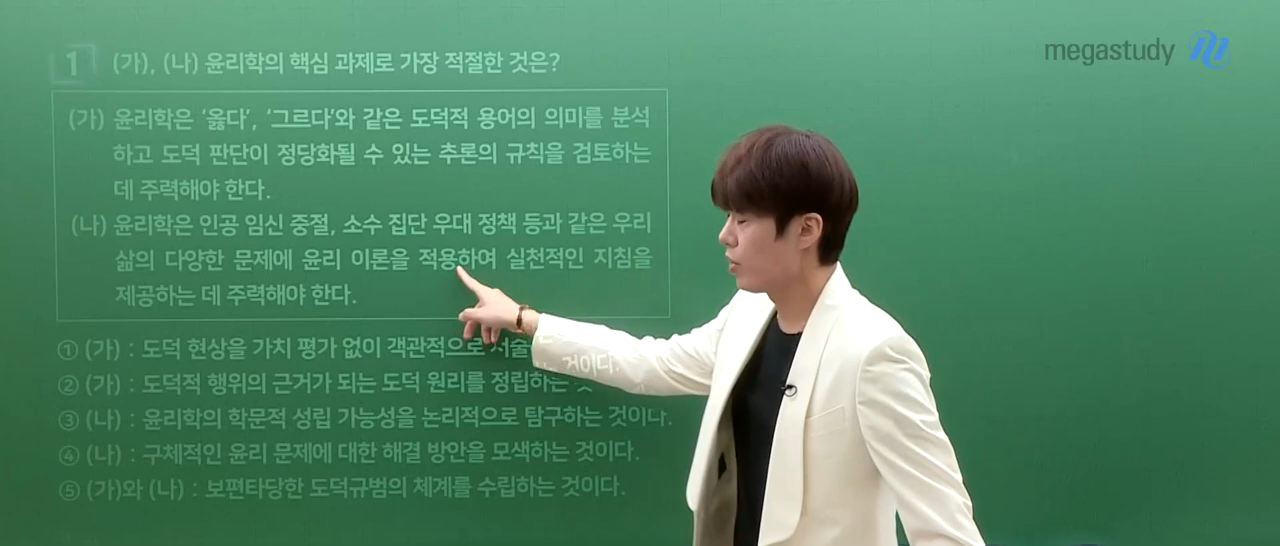 megastudy
1 (가), (나) 윤리학의 핵심 과제로 가장 적절한 것은?
(가) 윤리학은 '옳다', '그르다'와 같은 도덕적 용어의 의미를 분석
하고 도덕 판단이 정당화될 수 있는 추론의 규칙을 검토하는
데 주력해야 한다.
(나) 윤리학은 인공 임신 중절, 소수 집단 우대 정책 등과 같은 우리
삶의 다양한 문제에 윤리 이론을 적용하여 실천적인 지침을
제공하는 데 주력해야 한다.
① (가) : 도덕 현상을 가치 평가 없이 객관적으로 서술
것이다.
② (가) : 도덕적 행위의 근거가 되는 도덕 원리를 정립하는
③ (나) : 윤리학의 학문적 성립 가능성을 논리적으로 탐구하는 것이다.
④ (나) : 구체적인 윤리 문제에 대한 해결 방안을 모색하는 것이다.
⑤ (가)와 (나) : 보편타당한 도덕규범의 체계를 수립하는 것이다.